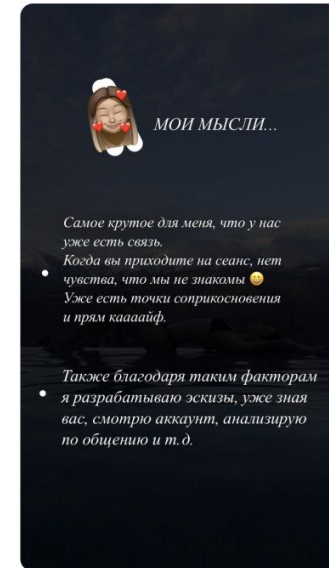 МОИ МЫСЛИ...
Самое крутое для меня, что у нас
уже есть связь.
Когда вы приходите на сеанс, нет
чувства, что мы не знакомы 😀
Уже есть точки соприкосновения
и прям каааайф.
Также благодаря таким факторам
я разрабатываю эскизы, уже зная
вас, смотрю аккаунт, анализирую
по общению и т.д.